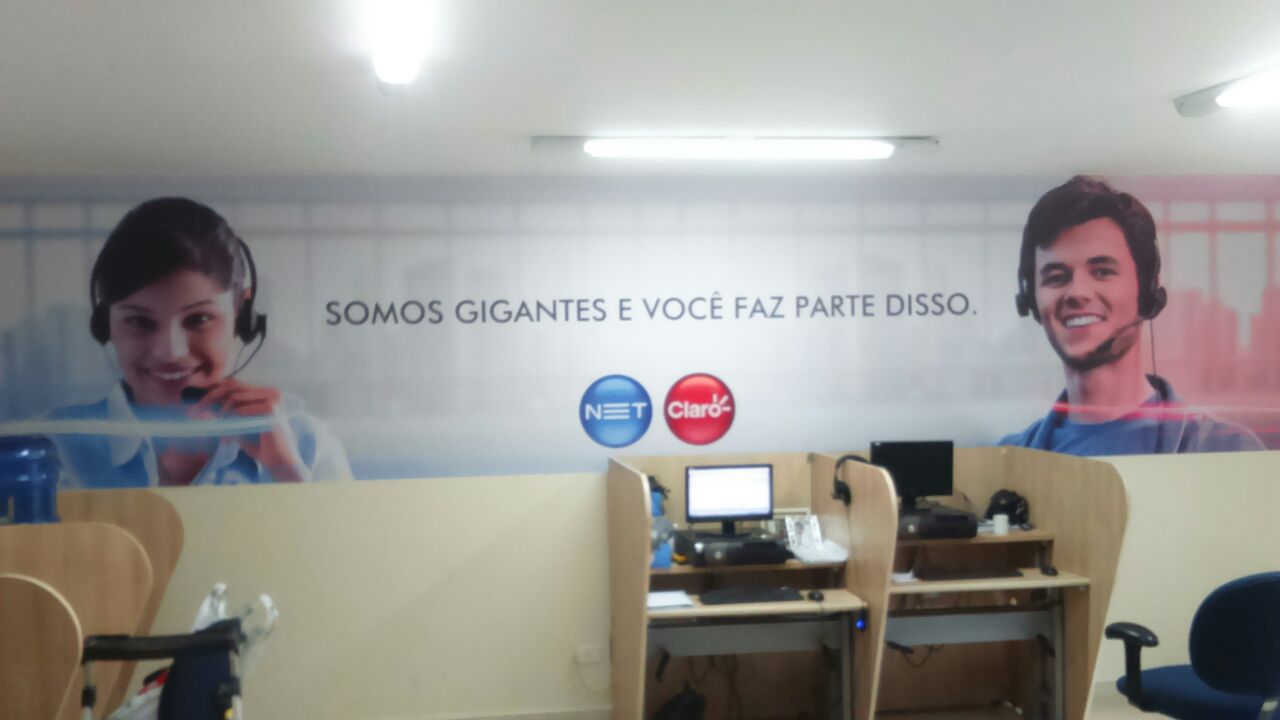 SOMOS GIGANTES E VOCÊ FAZ PARTE DISSO.
NET
Claro